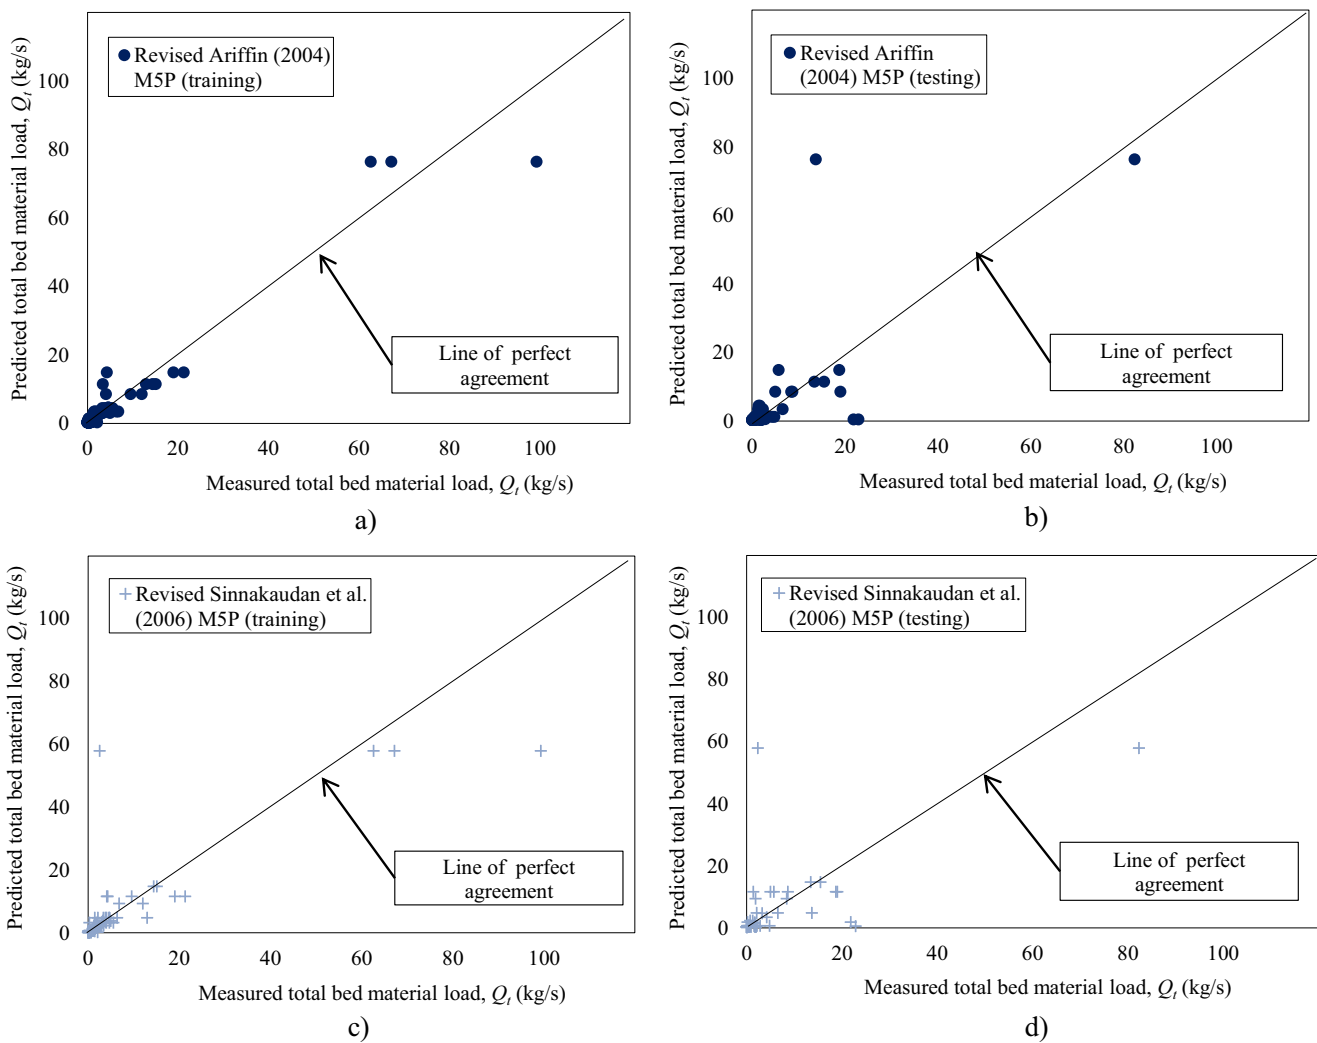 Predicted total bed material load, Qt (kg/s)
Revised Ariffin (2004)
M5P (training)
100
80
60
40
20
0
Line of perfect
agreement
0 20 40 60 80 100
Measured total bed material load, Qt (kg/s)
a)
Predicted total bed material load, Qt (kg/s)
Revised Ariffin
(2004) M5P (testing)
100
80
60
40
20
0
Line of perfect
agreement
0 20 40 60 80 100
Measured total bed material load, Qt (kg/s)
b)
Predicted total bed material load, Qt (kg/s)
Revised Sinnakaudan et al.
(2006) M5P (training)
100
80
60
40
20
0
Line of perfect
agreement
0 20 40 60 80 100
Measured total bed material load, Qt (kg/s)
c)
Predicted total bed material load, Qt (kg/s)
Revised Sinnakaudan et al.
(2006) M5P (testing)
100
80
60
40
20
0
Line of perfect
agreement
0 20 40 60 80 100
Measured total bed material load, Qt (kg/s)
d)